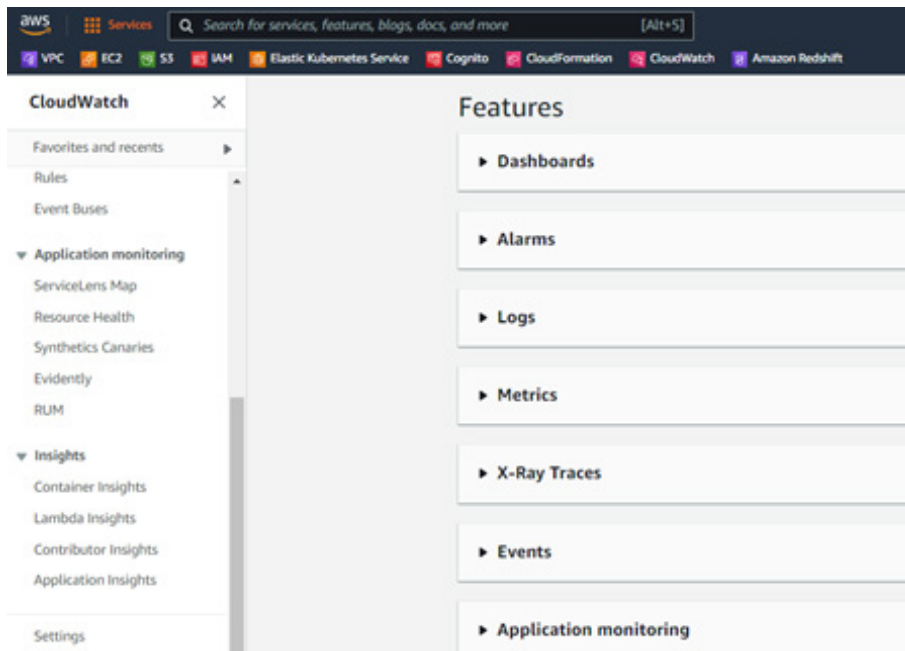 aws
Services
Search for services, features, blogs, docs, and more [Alt+S]
VPC EC2 S3 IAM Elastic Kubernetes Service Cognito CloudFormation CloudWatch Amazon Redshift
CloudWatch
Favorites and recents
Rules
Event Buses
Application monitoring
ServiceLens Map
Resource Health
Synthetics Canaries
Evidently
RUM
Insights
Container Insights
Lambda Insights
Contributor Insights
Application Insights
Settings
Features
Dashboards
Alarms
Logs
Metrics
X-Ray Traces
Events
Application monitoring